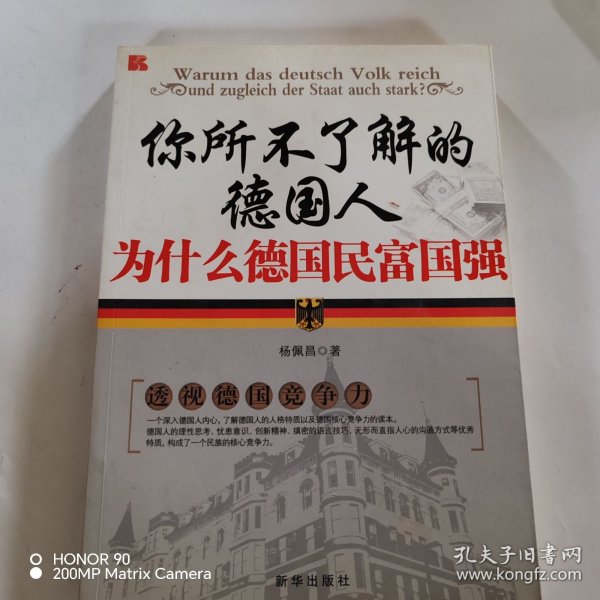 Warum das deutsch Volk reich
und zugleich der Staat auch stark?
你所不了解的
德国人
为什么德国民富国强
杨佩昌◎著
透视德国竞争力
一个深入德国人内心，了解德国人的人格特质以及德国核心竞争力的读本。
德国人的理性思考、忧患意识、创新精神、缜密的语言技巧、无形而直指人心的沟通方式等优秀
特质，构成了一个民族的核心竞争力。
新华出版社
HONOR 90
200MP Matrix Camera
孔夫子旧书网
www.kongfz.com